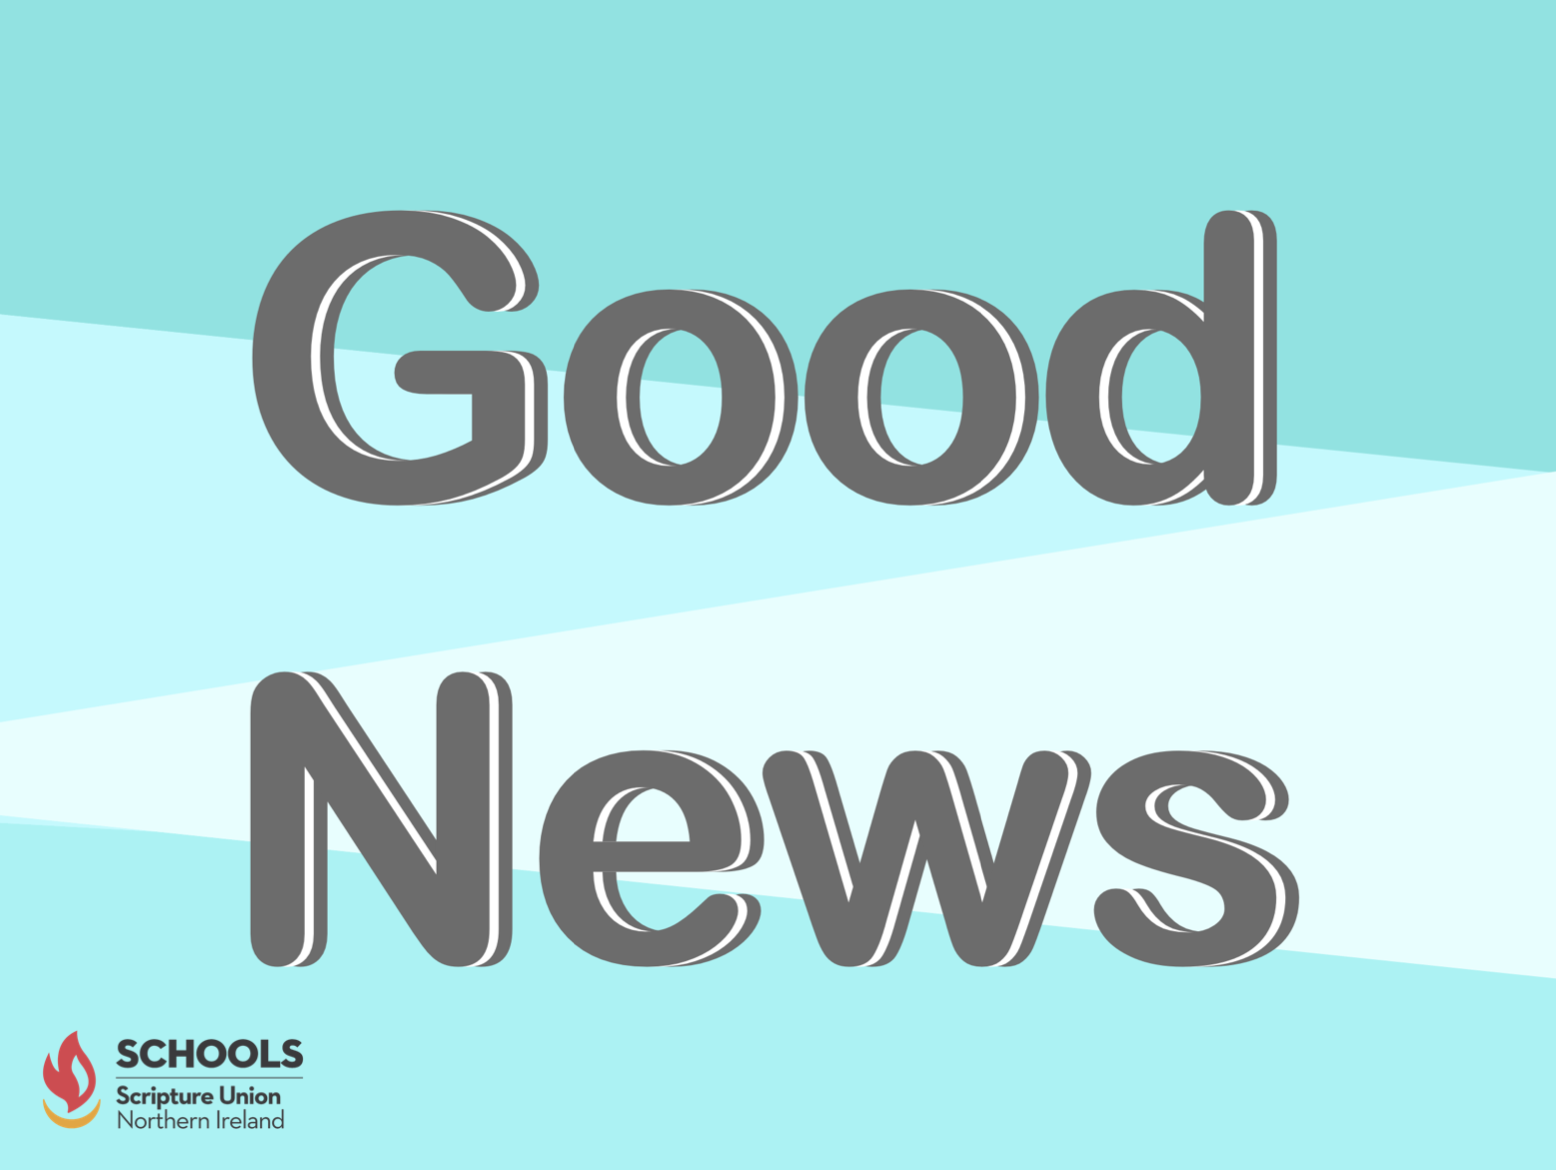 Good
News
SCHOOLS
Scripture Union
Northern Ireland